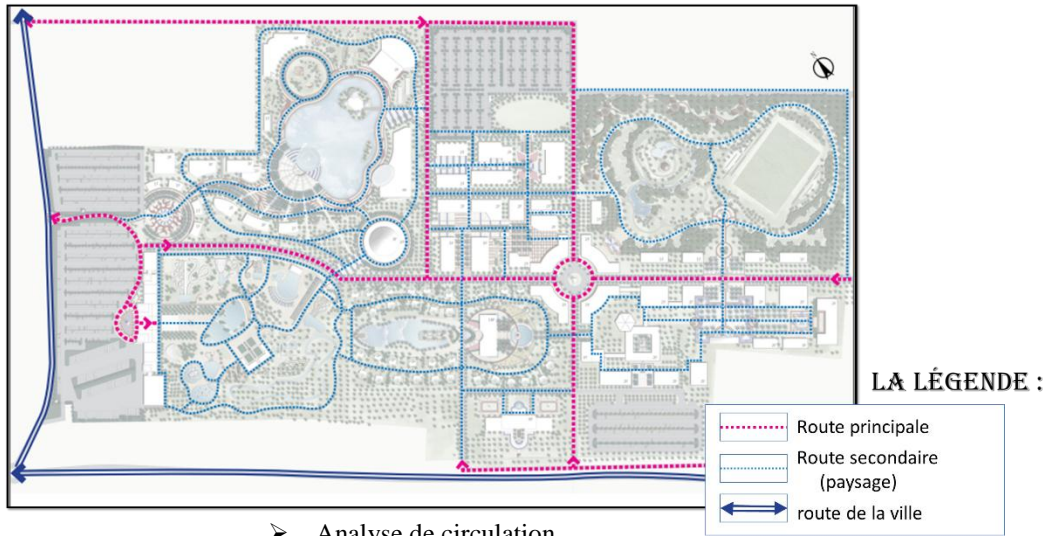 LA LÉGENDE :
Route principale
Route secondaire
(paysage)
route de la ville
➢ Analyse de circulation